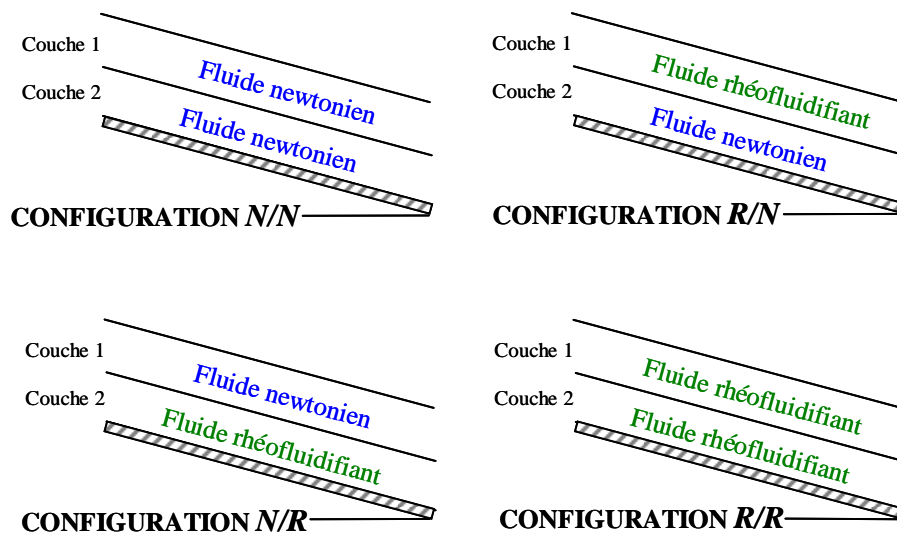 Couche 1
Fluide newtonien
Couche 2
Fluide newtonien
CONFIGURATION N/N
Couche 1
Fluide rhéofluidifiant
Couche 2
Fluide newtonien
CONFIGURATION R/N
Couche 1
Fluide newtonien
Couche 2
Fluide rhéofluidifiant
CONFIGURATION N/R
Couche 1
Fluide rhéofluidifiant
Couche 2
Fluide rhéofluidifiant
CONFIGURATION R/R